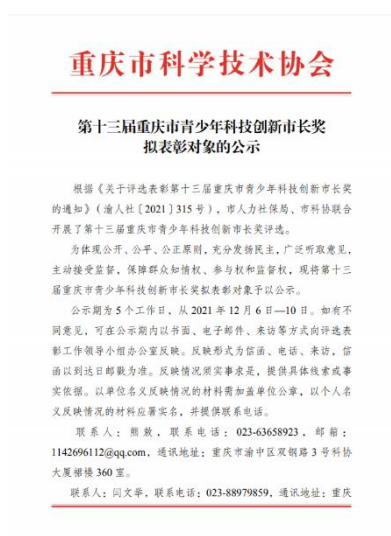 重庆市科学技术协会
第十三届重庆市青少年科技创新市长奖
拟表彰对象的公示
根据《关于评选表彰第十三届重庆市青少年科技创新市长奖
的通知》（渝人社〔2021〕315号），市人力社保局、市科协联合
开展了第十三届重庆市青少年科技创新市长奖评选。
为体现公开、公平、公正原则，充分发扬民主，广泛听取意见，
主动接受监督，保障群众知情权、参与权和监督权，现将第十三
届重庆市青少年科技创新市长奖拟表彰对象予以公示。
公示期为5个工作日，从2021年12月6日—10日。如有不
同意见，可在公示期内以书面、电子邮件、来访等方式向评选表
彰工作领导小组办公室反映。反映形式为信函、电话、来访，信
函以到达日邮戳为准。反映情况须实事求是，提供具体线索或事
实依据。以单位名义反映情况的材料需加盖单位公章，以个人名
义反映情况的材料应署实名，并提供联系电话。
联系人：熊敖，联系电话：023-63658923，邮箱：
1142696112@qq.com，通讯地址：重庆市渝中区双钢路3号科协
大厦裙楼360室。
联系人：闫文华，联系电话：023-88979859，通讯地址：重庆